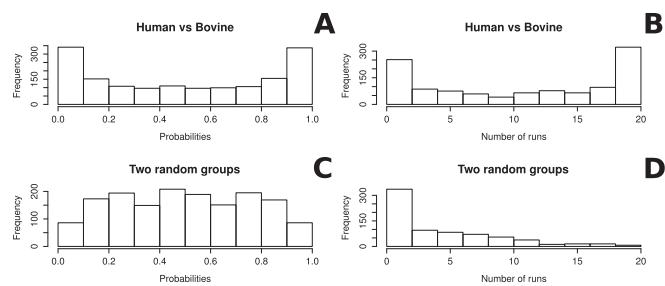 Human vs Bovine
A
Frequency
0 150 300
0.0 0.2 0.4 0.6 0.8 1.0
Probabilities
Human vs Bovine
B
Frequency
0 150 300
0 5 10 15 20
Number of runs
Two random groups
C
Frequency
0 100 200
0.0 0.2 0.4 0.6 0.8 1.0
Probabilities
Two random groups
D
Frequency
0 150 300
0 5 10 15 20
Number of runs